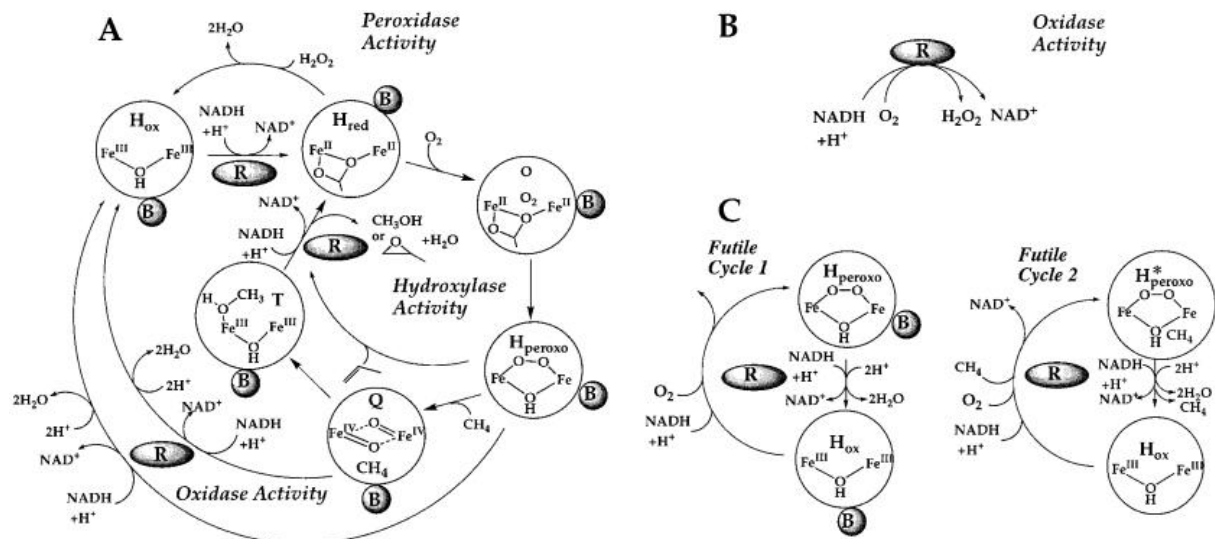 A
Peroxidase
Activity
2H₂O
H₂O₂
B
Hₒₓ
Feᴵᴵᴵ Feᴵᴵᴵ
O
H
B
NADH
+H⁺
NAD⁺
R
H_red
Feᴵᴵ Feᴵᴵ
O
O
O₂
O
O₂
Feᴵᴵ Feᴵᴵ
O
O
B
NAD⁺
NADH
+H⁺
R
CH₃OH
or
O
+H₂O
Hydroxylase
Activity
H CH₃ T
O
Feᴵᴵᴵ Feᴵᴵᴵ
O
H
B
H_peroxo
O O
Fe Fe
O
H
B
CH₄
Q
O
Feᴵⱽ Feᴵⱽ
O
CH₄
B
2H₂O
2H⁺
NAD⁺
NADH
+H⁺
2H₂O
2H⁺
NAD⁺
R
NADH
+H⁺
Oxidase Activity
B
Oxidase
Activity
R
NADH O₂ H₂O₂ NAD⁺
+H⁺
C
Futile
Cycle 1
H_peroxo
O O
Fe Fe
O
H
B
NADH
+H⁺ 2H⁺
R
NAD⁺ 2H₂O
O₂
NADH
+H⁺
Hₒₓ
Feᴵᴵᴵ Feᴵᴵᴵ
O
H
B
Futile
Cycle 2
H*_peroxo
O O
Fe Fe
O
H CH₄
NAD⁺
CH₄
O₂
NADH
+H⁺
R
NADH 2H⁺
+H⁺
2H₂O
NAD⁺ CH₄
Hₒₓ
Feᴵᴵᴵ Feᴵᴵᴵ
O
H